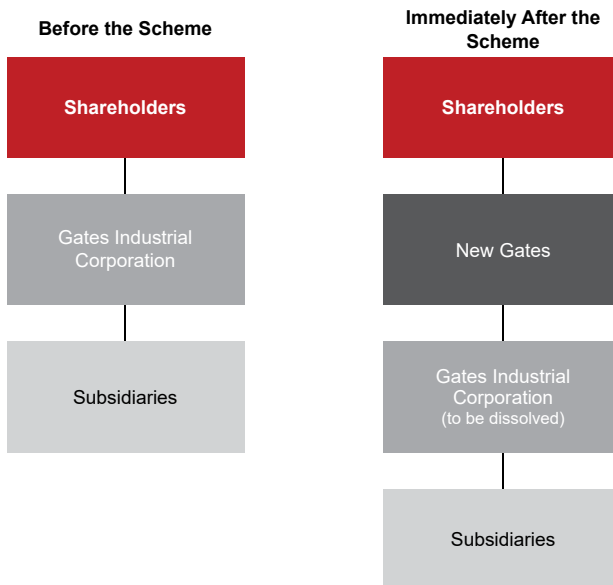 Before the Scheme
Shareholders
Gates Industrial
Corporation
Subsidiaries
Immediately After the
Scheme
Shareholders
New Gates
Gates Industrial
Corporation
(to be dissolved)
Subsidiaries